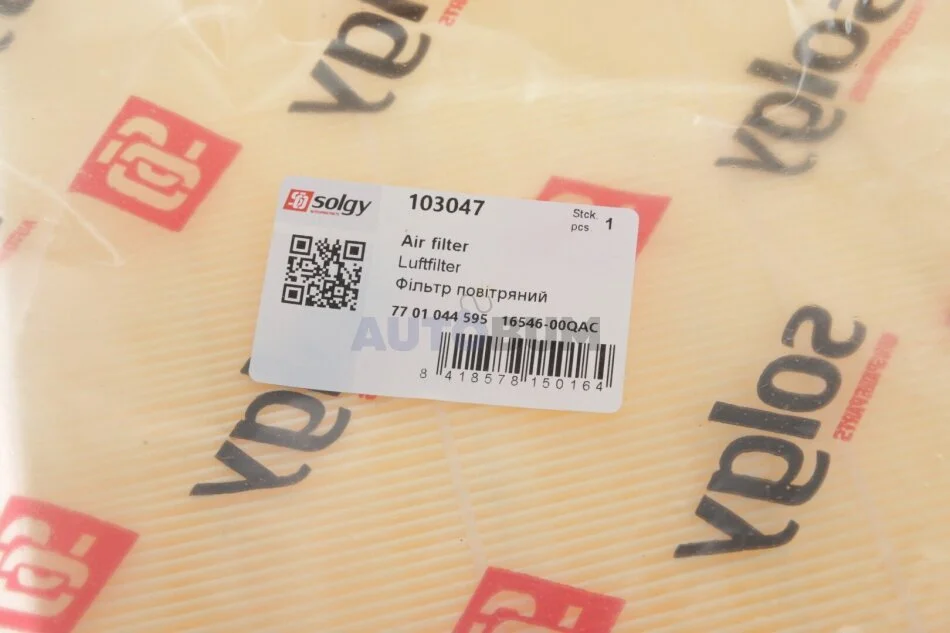 solgy
103047
Stck.
pcs. 1
Air filter
Luftfilter
Фільтр повітряний
77 01 044 595 16546-00QAC
AUTOBUM
8 418578 150164
solgy
solgy
solgy